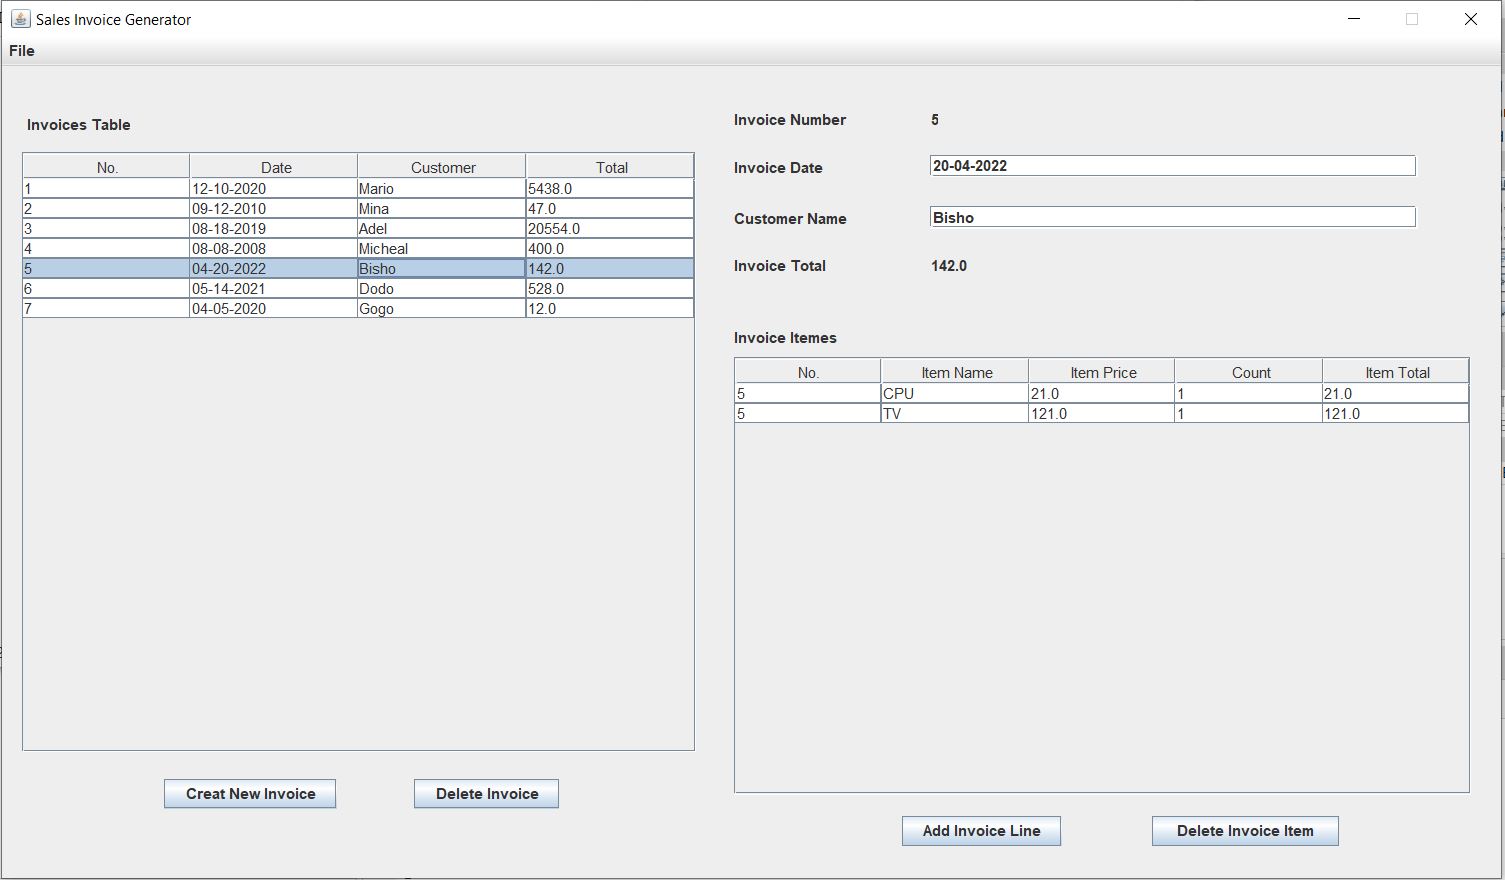 Sales Invoice Generator
File
Invoices Table
No. Date Customer Total
1 12-10-2020 Mario 5438.0
2 09-12-2010 Mina 47.0
3 08-18-2019 Adel 20554.0
4 08-08-2008 Micheal 400.0
5 04-20-2022 Bisho 142.0
6 05-14-2021 Dodo 528.0
7 04-05-2020 Gogo 12.0
Creat New Invoice Delete Invoice
Invoice Number 5
Invoice Date 20-04-2022
Customer Name Bisho
Invoice Total 142.0
Invoice Itemes
No. Item Name Item Price Count Item Total
5 CPU 21.0 1 21.0
5 TV 121.0 1 121.0
Add Invoice Line Delete Invoice Item